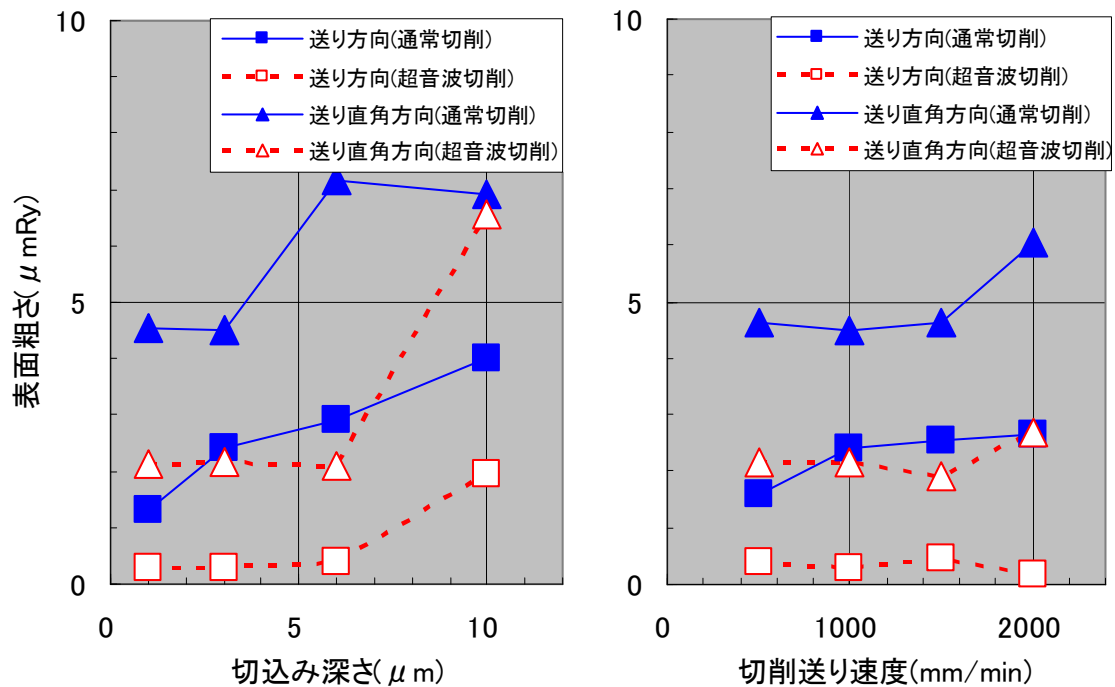 10
送り方向(通常切削)
送り方向(超音波切削)
送り直角方向(通常切削)
送り直角方向(超音波切削)
5
0
表面粗さ(μmRy)
0
5
10
切込み深さ(μm)
10
送り方向(通常切削)
送り方向(超音波切削)
送り直角方向(通常切削)
送り直角方向(超音波切削)
5
0
0
1000
2000
切削送り速度(mm/min)